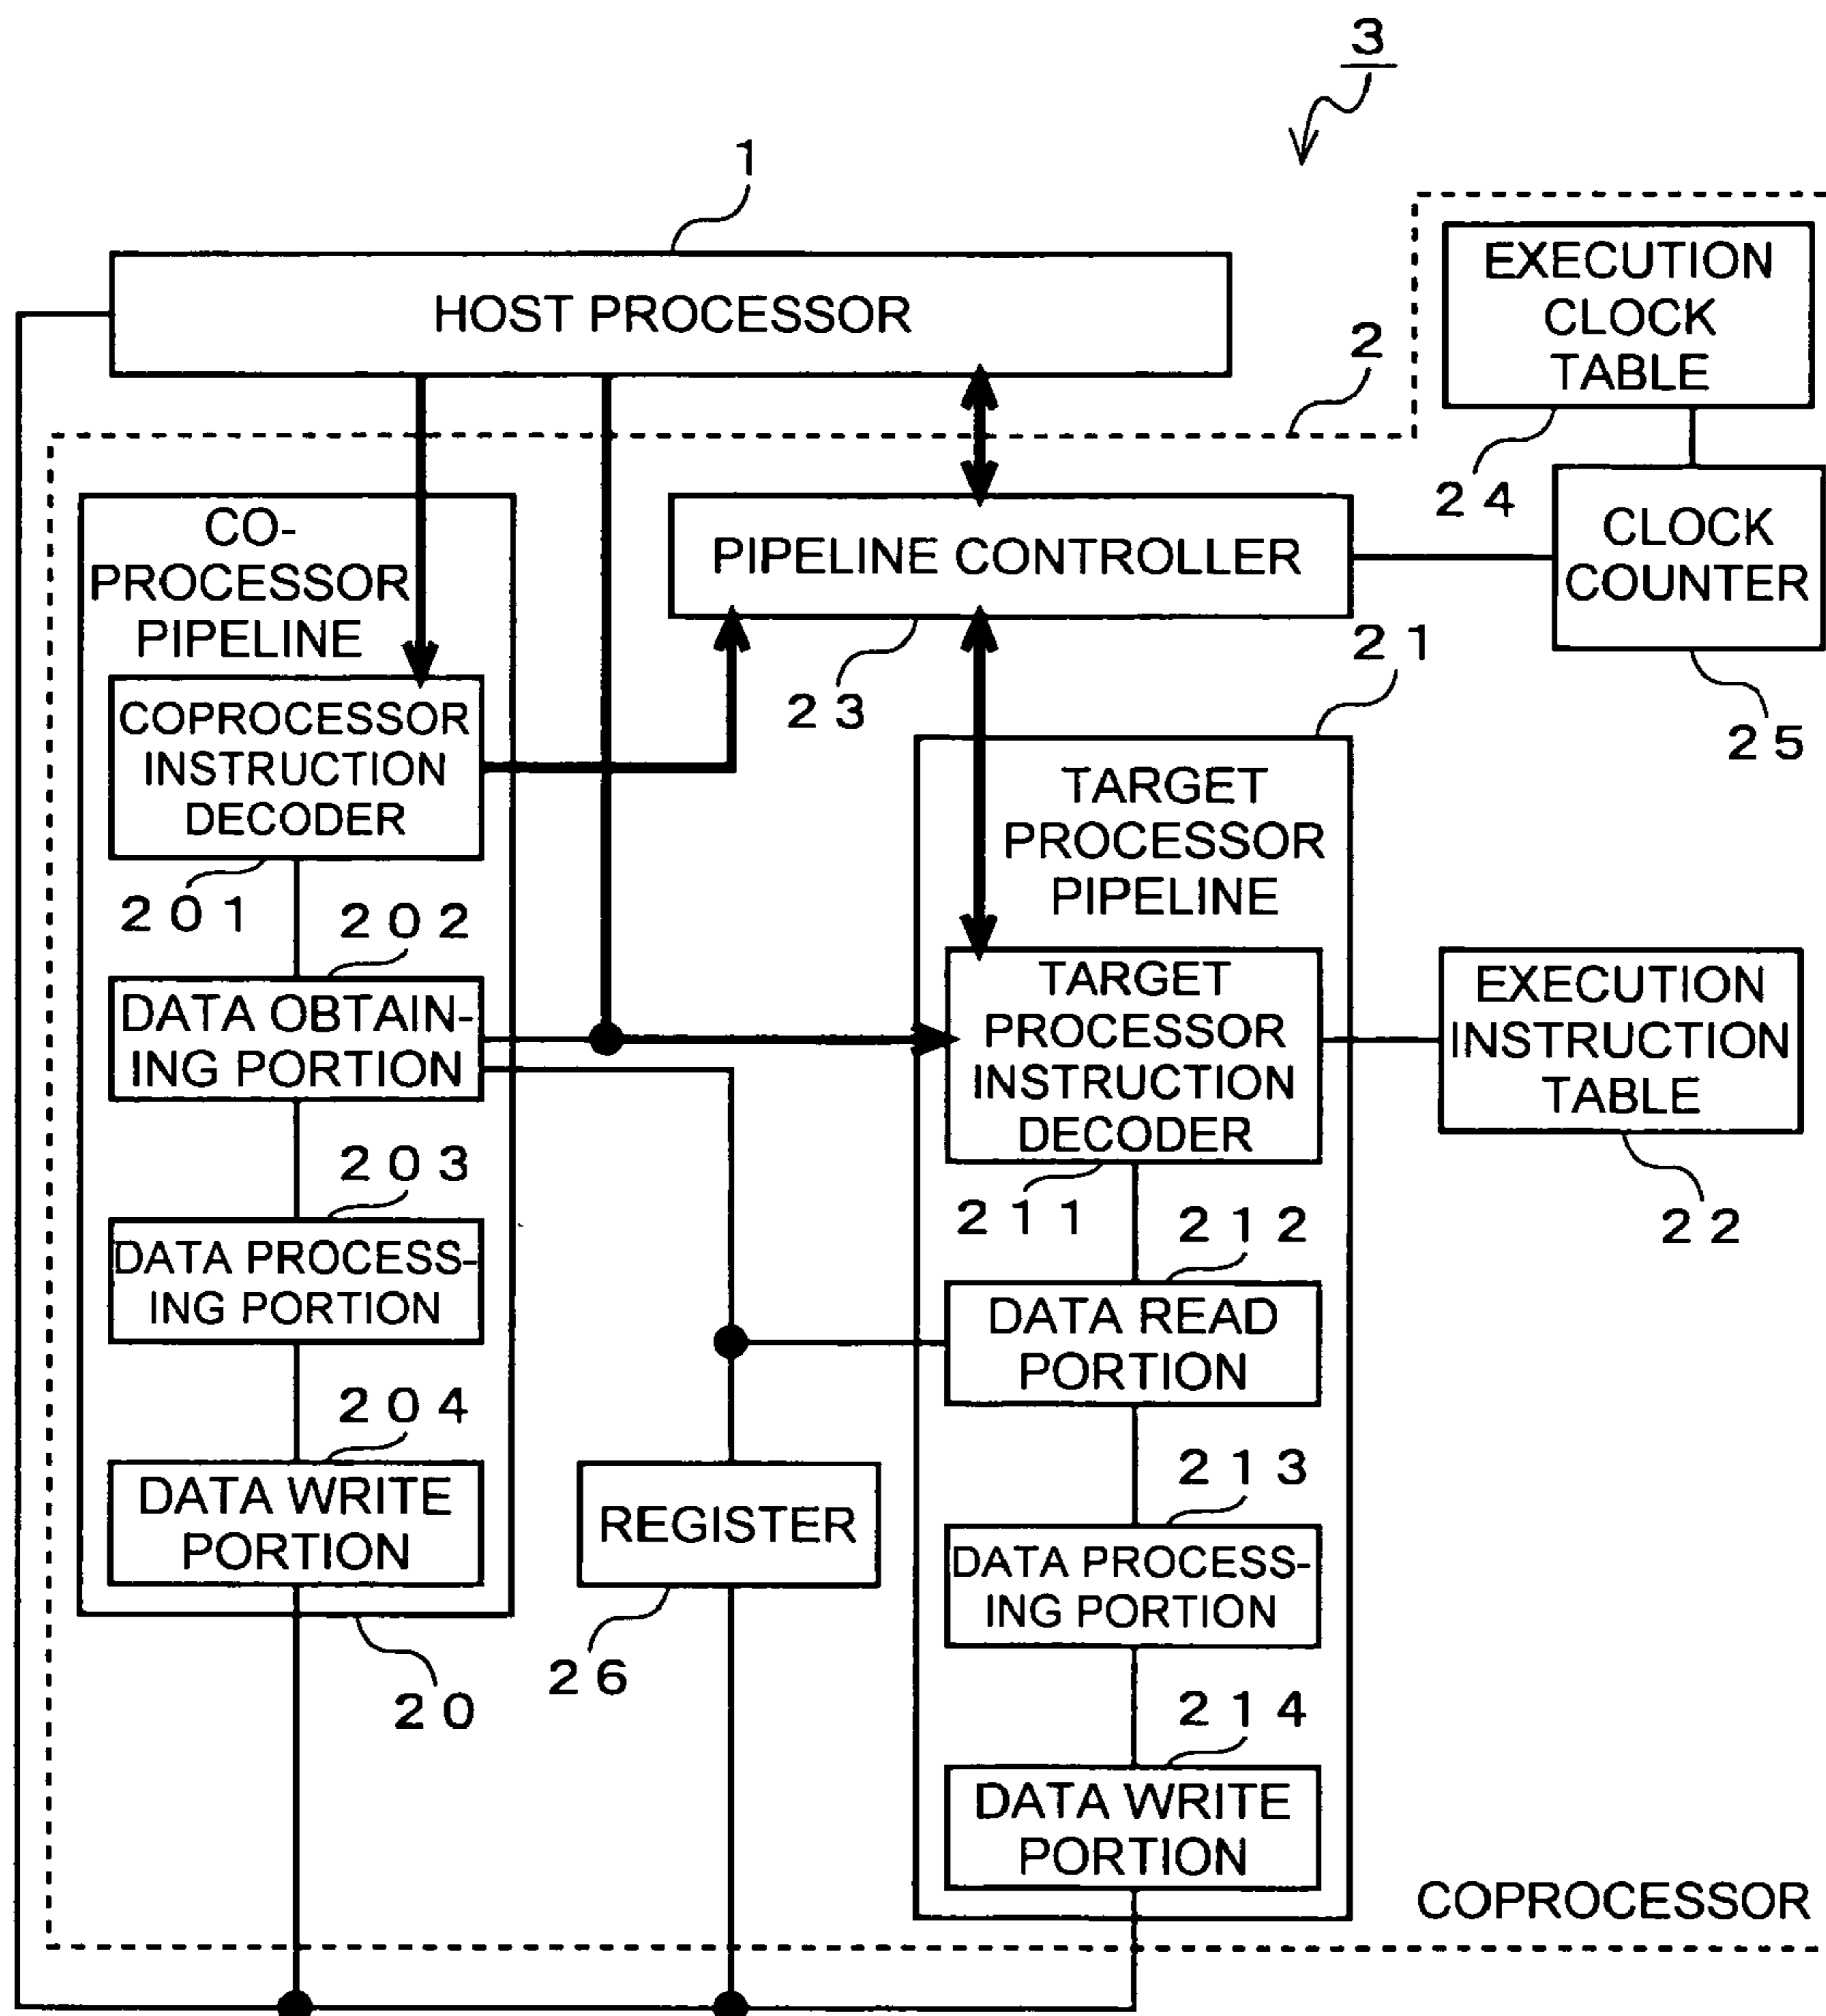 3
1
HOST PROCESSOR
2
EXECUTION
CLOCK
TABLE
24
CLOCK
COUNTER
25
CO-
PROCESSOR
PIPELINE
PIPELINE CONTROLLER
23
21
COPROCESSOR
INSTRUCTION
DECODER
201
202
DATA OBTAIN-
ING PORTION
203
DATA PROCESS-
ING PORTION
204
DATA WRITE
PORTION
20
REGISTER
26
TARGET
PROCESSOR
PIPELINE
TARGET
PROCESSOR
INSTRUCTION
DECODER
211
EXECUTION
INSTRUCTION
TABLE
22
212
DATA READ
PORTION
213
DATA PROCESS-
ING PORTION
214
DATA WRITE
PORTION
COPROCESSOR